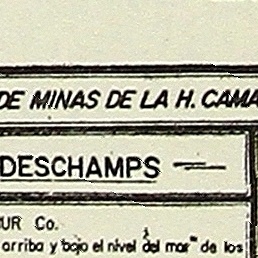 DE MINAS DE LA H. CAMA
DESCHAMPS
UR Co.
arriba y bajo el nivel del mar de los